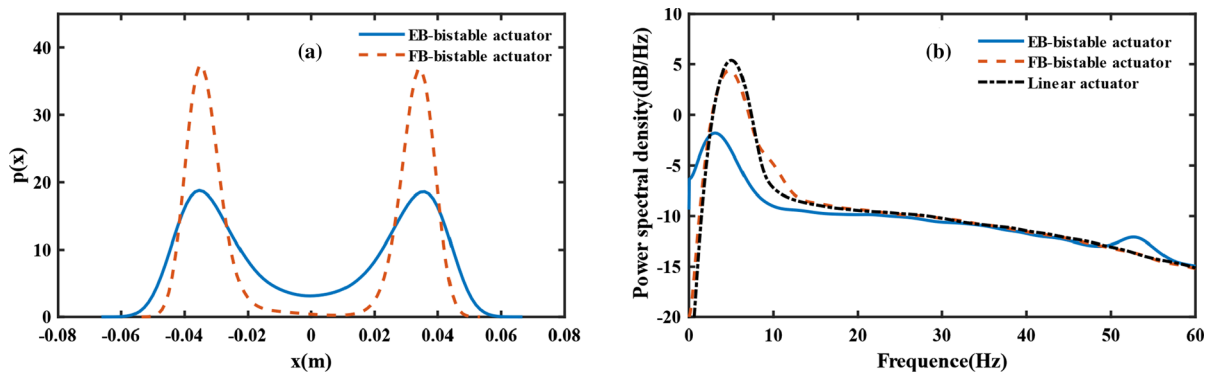 (a)
EB-bistable actuator
FB-bistable actuator
p(x)
40
30
20
10
0
-0.08
-0.06
-0.04
-0.02
0
0.02
0.04
0.06
0.08
x(m)
(b)
EB-bistable actuator
FB-bistable actuator
Linear actuator
Power spectral density(dB/Hz)
10
5
0
-5
-10
-15
-20
0
10
20
30
40
50
60
Frequence(Hz)